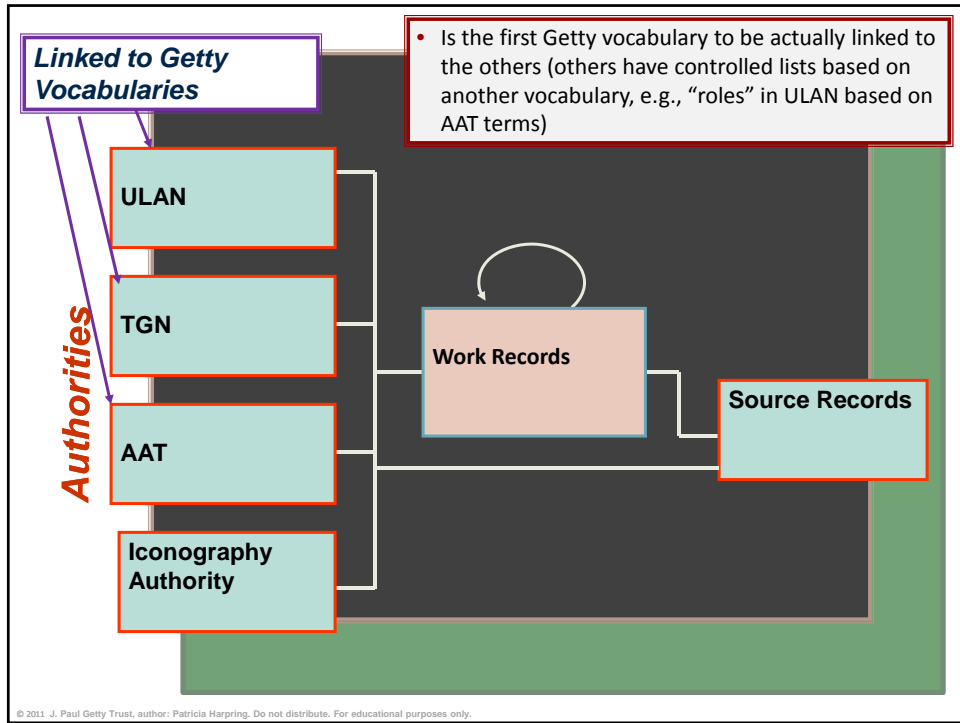 Linked to Getty
Vocabularies
• Is the first Getty vocabulary to be actually linked to
the others (others have controlled lists based on
another vocabulary, e.g., “roles” in ULAN based on
AAT terms)
Authorities
ULAN
TGN
AAT
Iconography
Authority
Work Records
Source Records
© 2011 J. Paul Getty Trust, author: Patricia Harpring. Do not distribute. For educational purposes only.